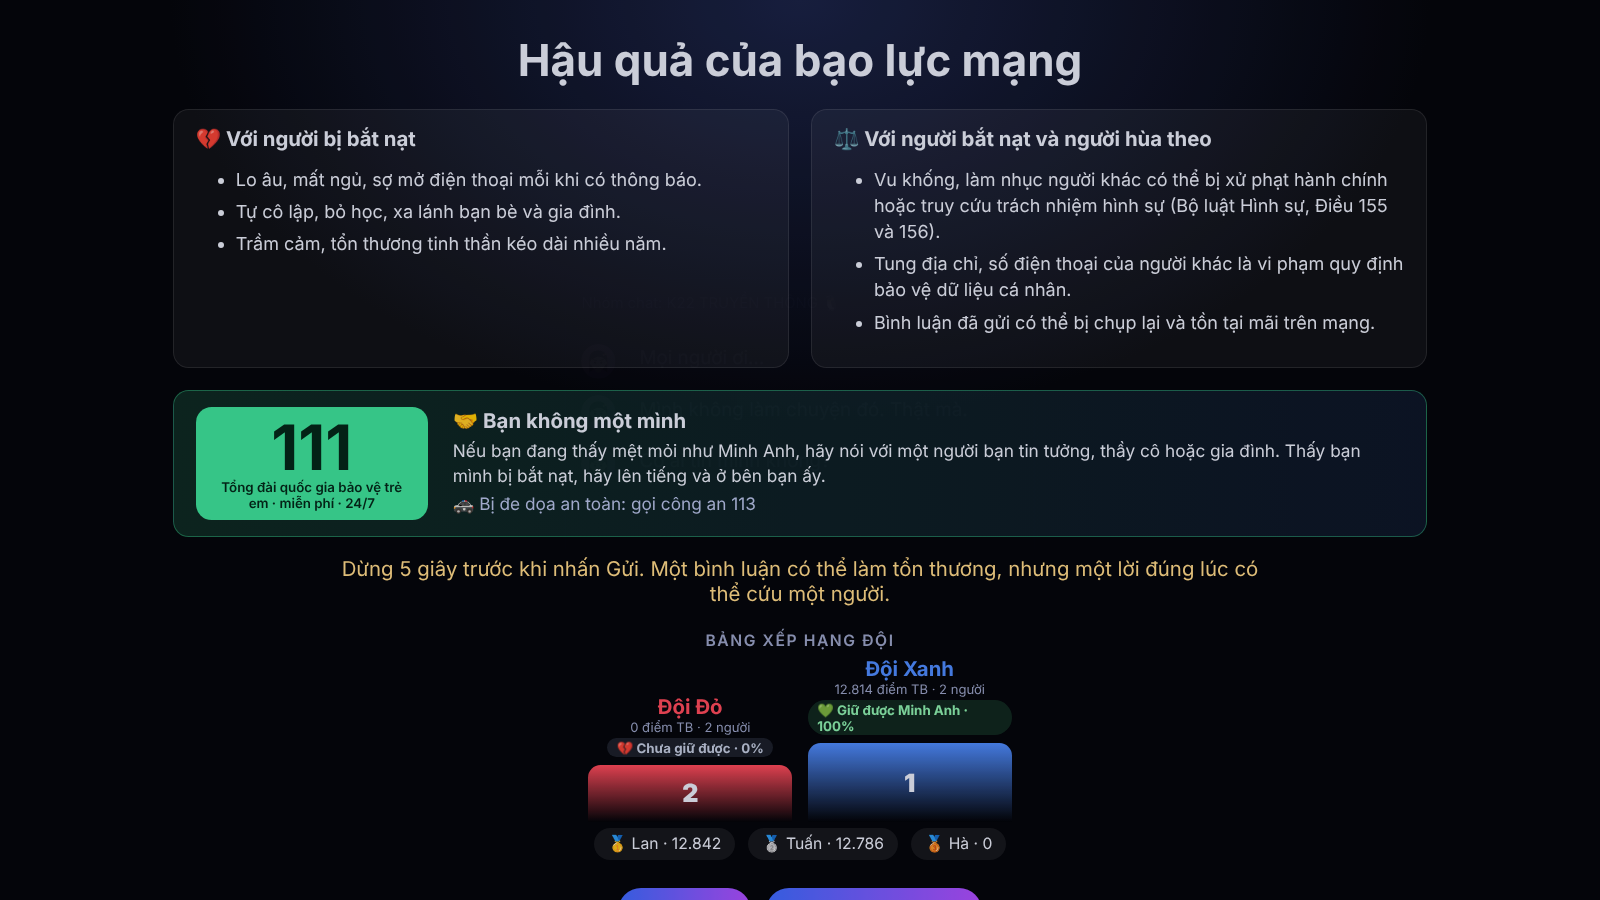 Hậu quả của bạo lực mạng
💔 Với người bị bắt nạt
• Lo âu, mất ngủ, sợ mở điện thoại mỗi khi có thông báo.
• Tự cô lập, bỏ học, xa lánh bạn bè và gia đình.
• Trầm cảm, tổn thương tinh thần kéo dài nhiều năm.
⚖️ Với người bắt nạt và người hùa theo
• Vu khống, làm nhục người khác có thể bị xử phạt hành chính
hoặc truy cứu trách nhiệm hình sự (Bộ luật Hình sự, Điều 155
và 156).
• Tung địa chỉ, số điện thoại của người khác là vi phạm quy định
bảo vệ dữ liệu cá nhân.
• Bình luận đã gửi có thể bị chụp lại và tồn tại mãi trên mạng.
111
Tổng đài quốc gia bảo vệ trẻ
em · miễn phí · 24/7
🤝 Bạn không một mình
Nếu bạn đang thấy mệt mỏi như Minh Anh, hãy nói với một người bạn tin tưởng, thầy cô hoặc gia đình. Thấy bạn
mình bị bắt nạt, hãy lên tiếng và ở bên bạn ấy.
🚓 Bị đe dọa an toàn: gọi công an 113
Dừng 5 giây trước khi nhấn Gửi. Một bình luận có thể làm tổn thương, nhưng một lời đúng lúc có
thể cứu một người.
BẢNG XẾP HẠNG ĐỘI
Đội Đỏ
0 điểm TB · 2 người
💔 Chưa giữ được · 0%
2
Đội Xanh
12.814 điểm TB · 2 người
💚 Giữ được Minh Anh ·
100%
1
🥇 Lan · 12.842
🥈 Tuấn · 12.786
🥉 Hà · 0